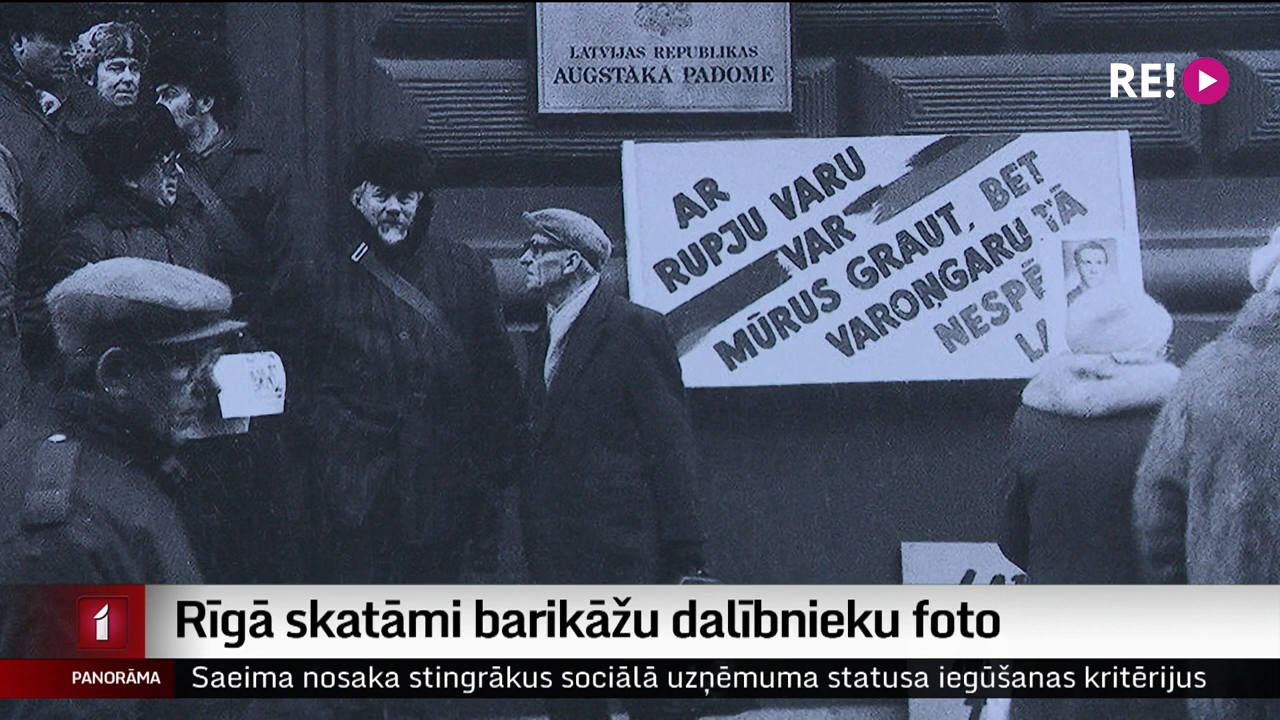 LATVIJAS REPUBLIKAS
AUGSTĀKĀ PADOME
RE!
AR
RUPJU VARU
VAR
MŪRUS GRAUT, BET
VARONGARU TĀ
NESPĒ
1
Rīgā skatāmi barikāžu dalībnieku foto
PANORĀMA
Saeima nosaka stingrākus sociālā uzņēmuma statusa iegūšanas kritērijus